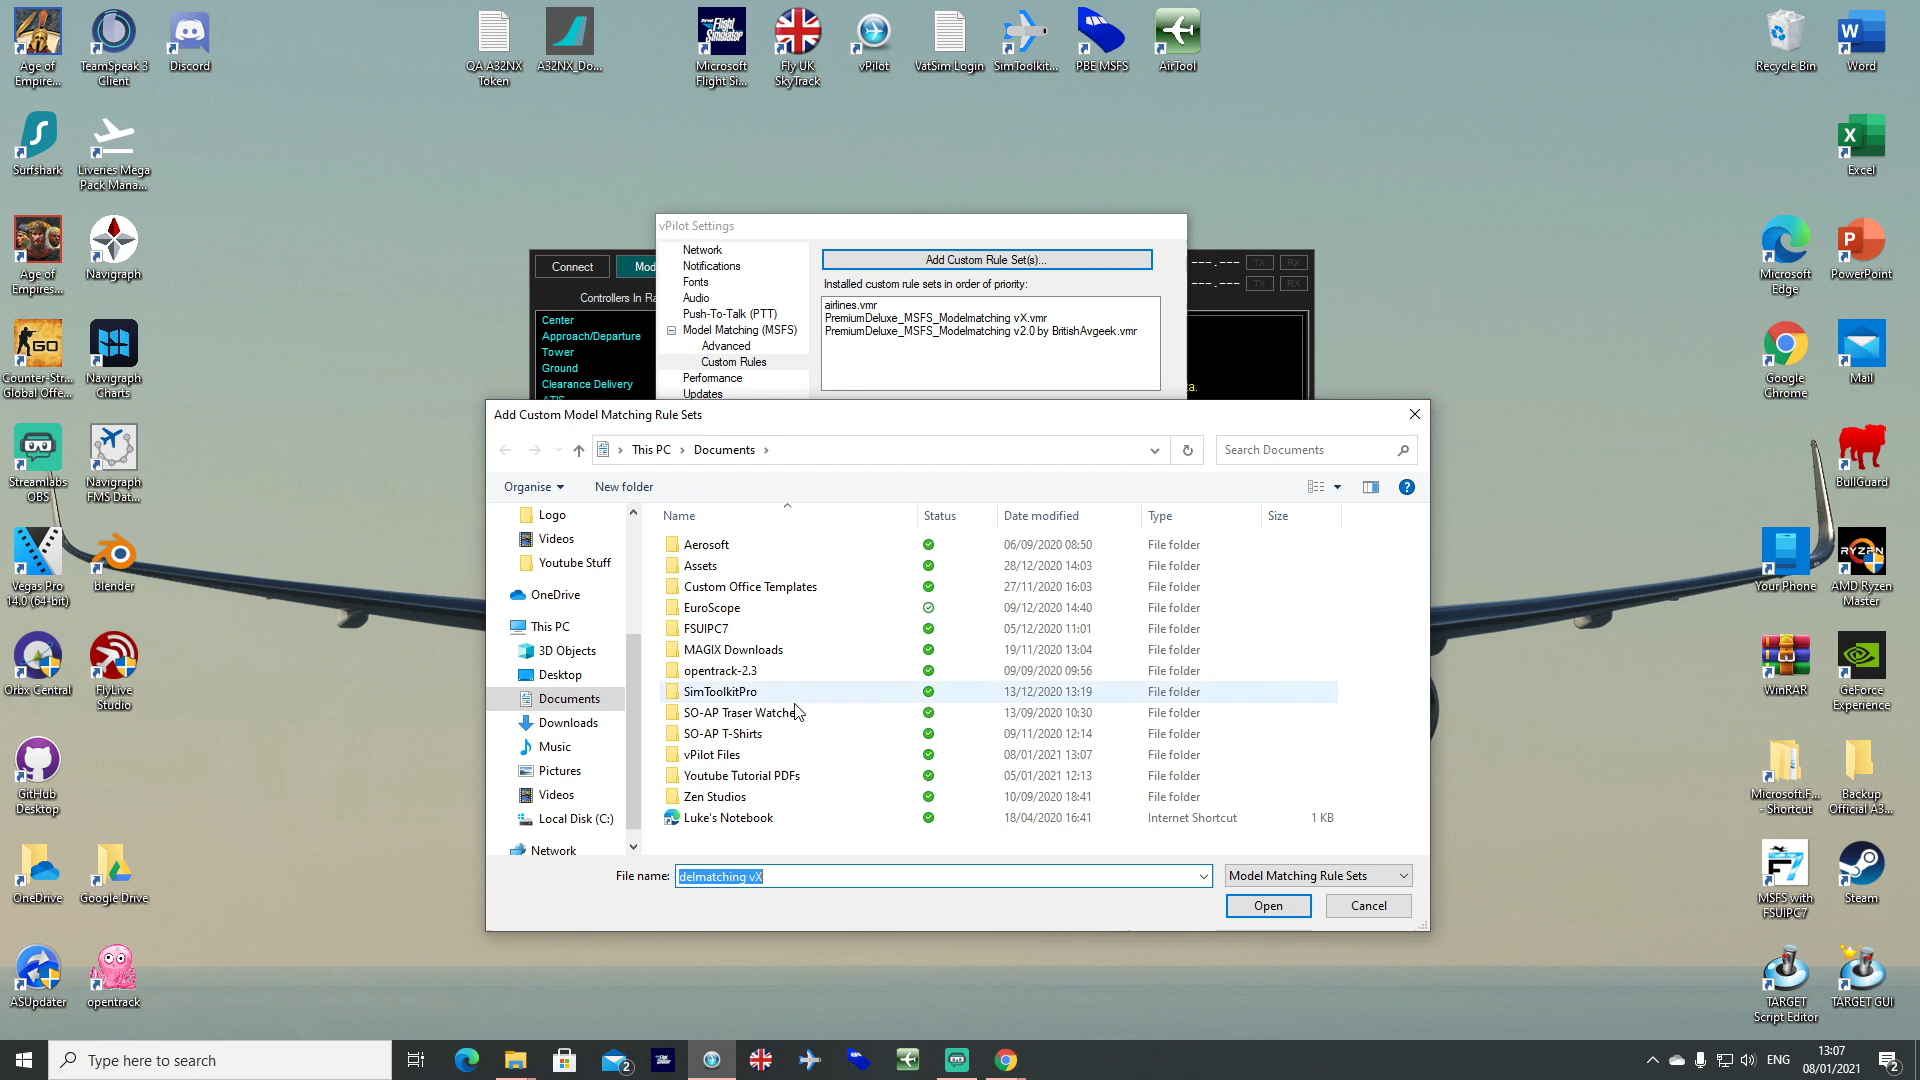 Age of
Empire...
TeamSpeak 3
Client
Discord
QA A32NX
Token
A32NX_Do...
Microsoft
Flight Si...
Fly UK
SkyTrack
vPilot
VatSim Login
SimToolkit...
PBE MSFS
AirTool
Recycle Bin
Word
Surfshark
Liveries Mega
Pack Mana...
Excel
Age of
Empires...
Navigraph
Microsoft
Edge
PowerPoint
Counter-Str...
Global Offe...
Navigraph
Charts
Google
Chrome
Mail
Streamlabs
OBS
Navigraph
FMS Dat...
BullGuard
Vegas Pro
14.0 (64-bit)
blender
Your Phone
AMD Ryzen
Master
Orbx Central
FlyLive
Studio
WinRAR
GeForce
Experience
GitHub
Desktop
Microsoft.F...
- Shortcut
Backup
Official A3...
OneDrive
Google Drive
MSFS with
FSUIPC7
Steam
ASUpdater
opentrack
TARGET
Script Editor
TARGET GUI
vPilot Settings
Network
Notifications
Fonts
Audio
Push-To-Talk (PTT)
Model Matching (MSFS)
Advanced
Custom Rules
Performance
Updates
Add Custom Rule Set(s)...
Installed custom rule sets in order of priority:
airlines.vmr
PremiumDeluxe_MSFS_Modelmatching vX.vmr
PremiumDeluxe_MSFS_Modelmatching v2.0 by BritishAvgeek.vmr
Connect
Mod
Controllers In Ra
Center
Approach/Departure
Tower
Ground
Clearance Delivery
ATIS
---.--- TX RX
---.--- TX RX
ta.
Add Custom Model Matching Rule Sets
This PC > Documents >
Search Documents
Organise
New folder
Logo
Videos
Youtube Stuff
OneDrive
This PC
3D Objects
Desktop
Documents
Downloads
Music
Pictures
Videos
Local Disk (C:)
Network
Name Status Date modified Type Size
Aerosoft 06/09/2020 08:50 File folder
Assets 28/12/2020 14:03 File folder
Custom Office Templates 27/11/2020 16:03 File folder
EuroScope 09/12/2020 14:40 File folder
FSUIPC7 05/12/2020 11:01 File folder
MAGIX Downloads 19/11/2020 13:04 File folder
opentrack-2.3 09/09/2020 09:56 File folder
SimToolkitPro 13/12/2020 13:19 File folder
SO-AP Traser Watche 13/09/2020 10:30 File folder
SO-AP T-Shirts 09/11/2020 12:14 File folder
vPilot Files 08/01/2021 13:07 File folder
Youtube Tutorial PDFs 05/01/2021 12:13 File folder
Zen Studios 10/09/2020 18:41 File folder
Luke's Notebook 18/04/2020 16:41 Internet Shortcut 1 KB
File name: delmatching vX
Model Matching Rule Sets
Open
Cancel
Type here to search
2
ENG
13:07
08/01/2021
2